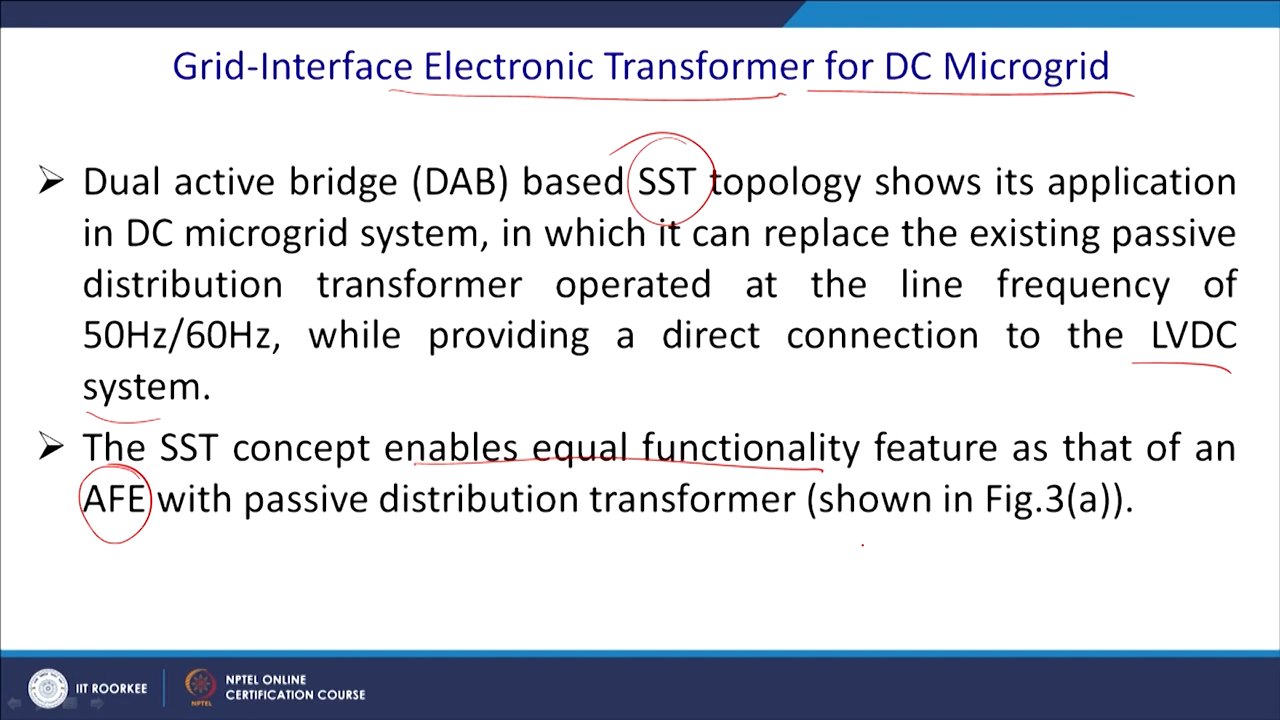 Grid-Interface Electronic Transformer for DC Microgrid
➢ Dual active bridge (DAB) based SST topology shows its application
in DC microgrid system, in which it can replace the existing passive
distribution transformer operated at the line frequency of
50Hz/60Hz, while providing a direct connection to the LVDC
system.
➢ The SST concept enables equal functionality feature as that of an
AFE with passive distribution transformer (shown in Fig.3(a)).
IIT ROORKEE
NPTEL
NPTEL ONLINE
CERTIFICATION COURSE